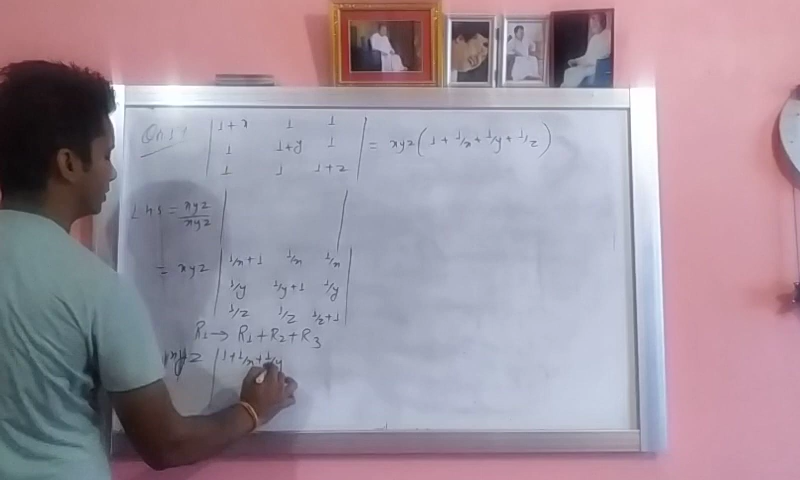 Qn.1.
| 1+x 1 1 |
| 1 1+y 1 | = xyz(1+1/x+1/y+1/z)
| 1 1 1+z |
LHS = xyz/xyz | |
= xyz | 1/x+1 1/x 1/x |
| 1/y 1/y+1 1/y |
| 1/z 1/z 1/z+1 |
R1→R1+R2+R3
xyz | 1+1/x+1/y